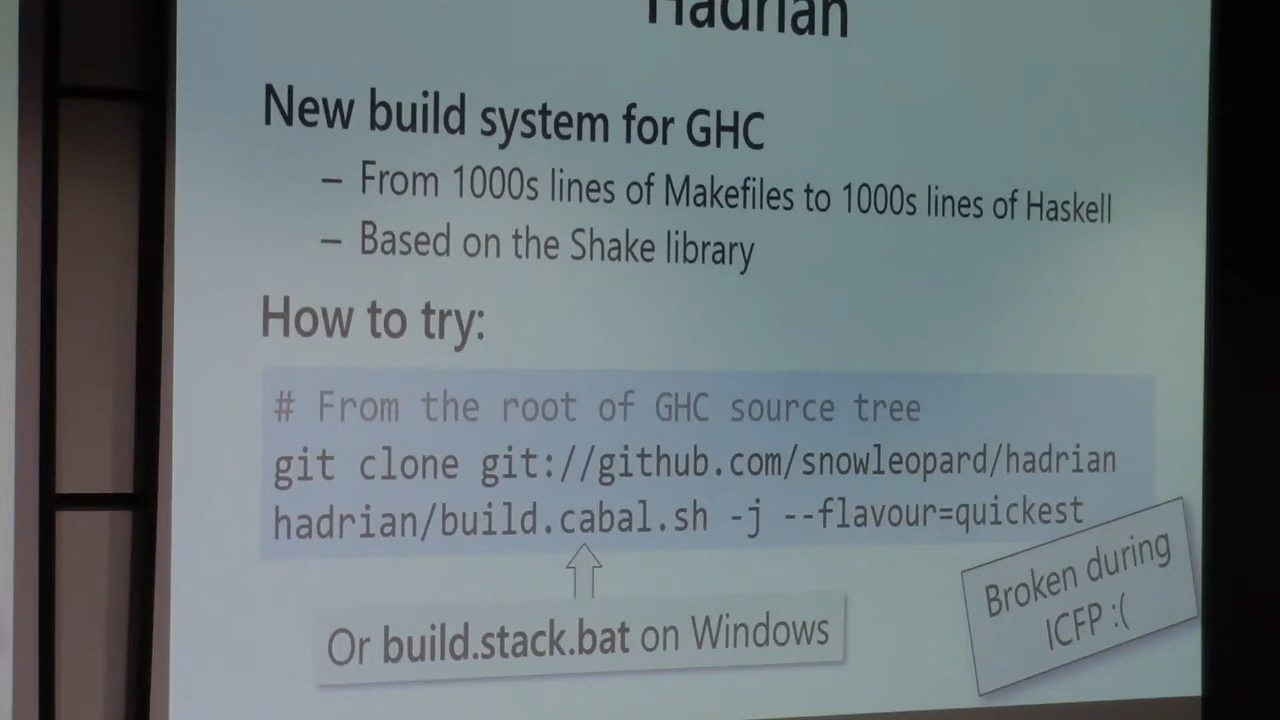 Hadrian
New build system for GHC
– From 1000s lines of Makefiles to 1000s lines of Haskell
– Based on the Shake library
How to try:
# From the root of GHC source tree
git clone git://github.com/snowleopard/hadrian
hadrian/build.cabal.sh -j --flavour=quickest
Or build.stack.bat on Windows
Broken during
ICFP :(